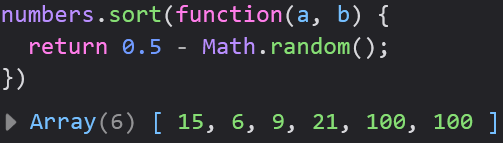 numbers.sort(function(a, b) {
  return 0.5 - Math.random();
})
▶ Array(6) [ 15, 6, 9, 21, 100, 100 ]